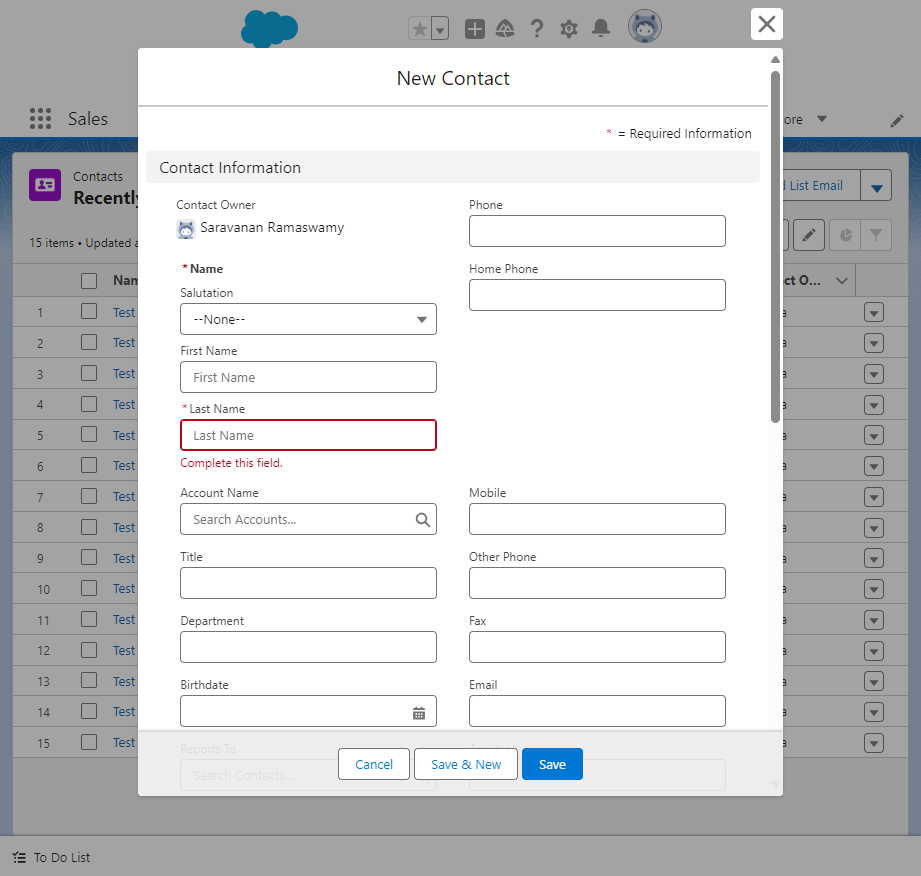 New Contact
Sales
ore
* = Required Information
Contact Information
Contacts
Recently
List Email
15 items • Updated
Contact Owner
Saravanan Ramaswamy
Phone
* Name
Home Phone
Salutation
--None--
First Name
First Name
* Last Name
Last Name
Complete this field.
Account Name
Search Accounts...
Mobile
Title
Other Phone
Department
Fax
Birthdate
Email
Reports To
Search Contacts...
Cancel
Save & New
Save
Nam
ct O...
1 Test
2 Test
3 Test
4 Test
5 Test
6 Test
7 Test
8 Test
9 Test
10 Test
11 Test
12 Test
13 Test
14 Test
15 Test
To Do List